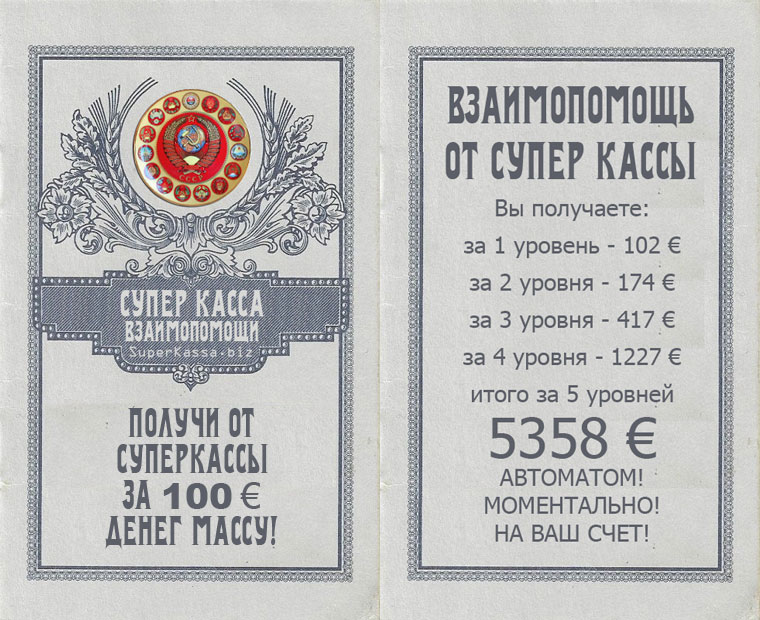 СССР
СУПЕР КАССА
ВЗАИМОПОМОЩИ
SuperKassa.biz
ПОЛУЧИ ОТ
СУПЕРКАССЫ
ЗА 100 €
ДЕНЕГ МАССУ!
ВЗАИМОПОМОЩЬ
ОТ СУПЕР КАССЫ
Вы получаете:
за 1 уровень - 102 €
за 2 уровня - 174 €
за 3 уровня - 417 €
за 4 уровня - 1227 €
итого за 5 уровней
5358 €
АВТОМАТОМ!
МОМЕНТАЛЬНО!
НА ВАШ СЧЕТ!